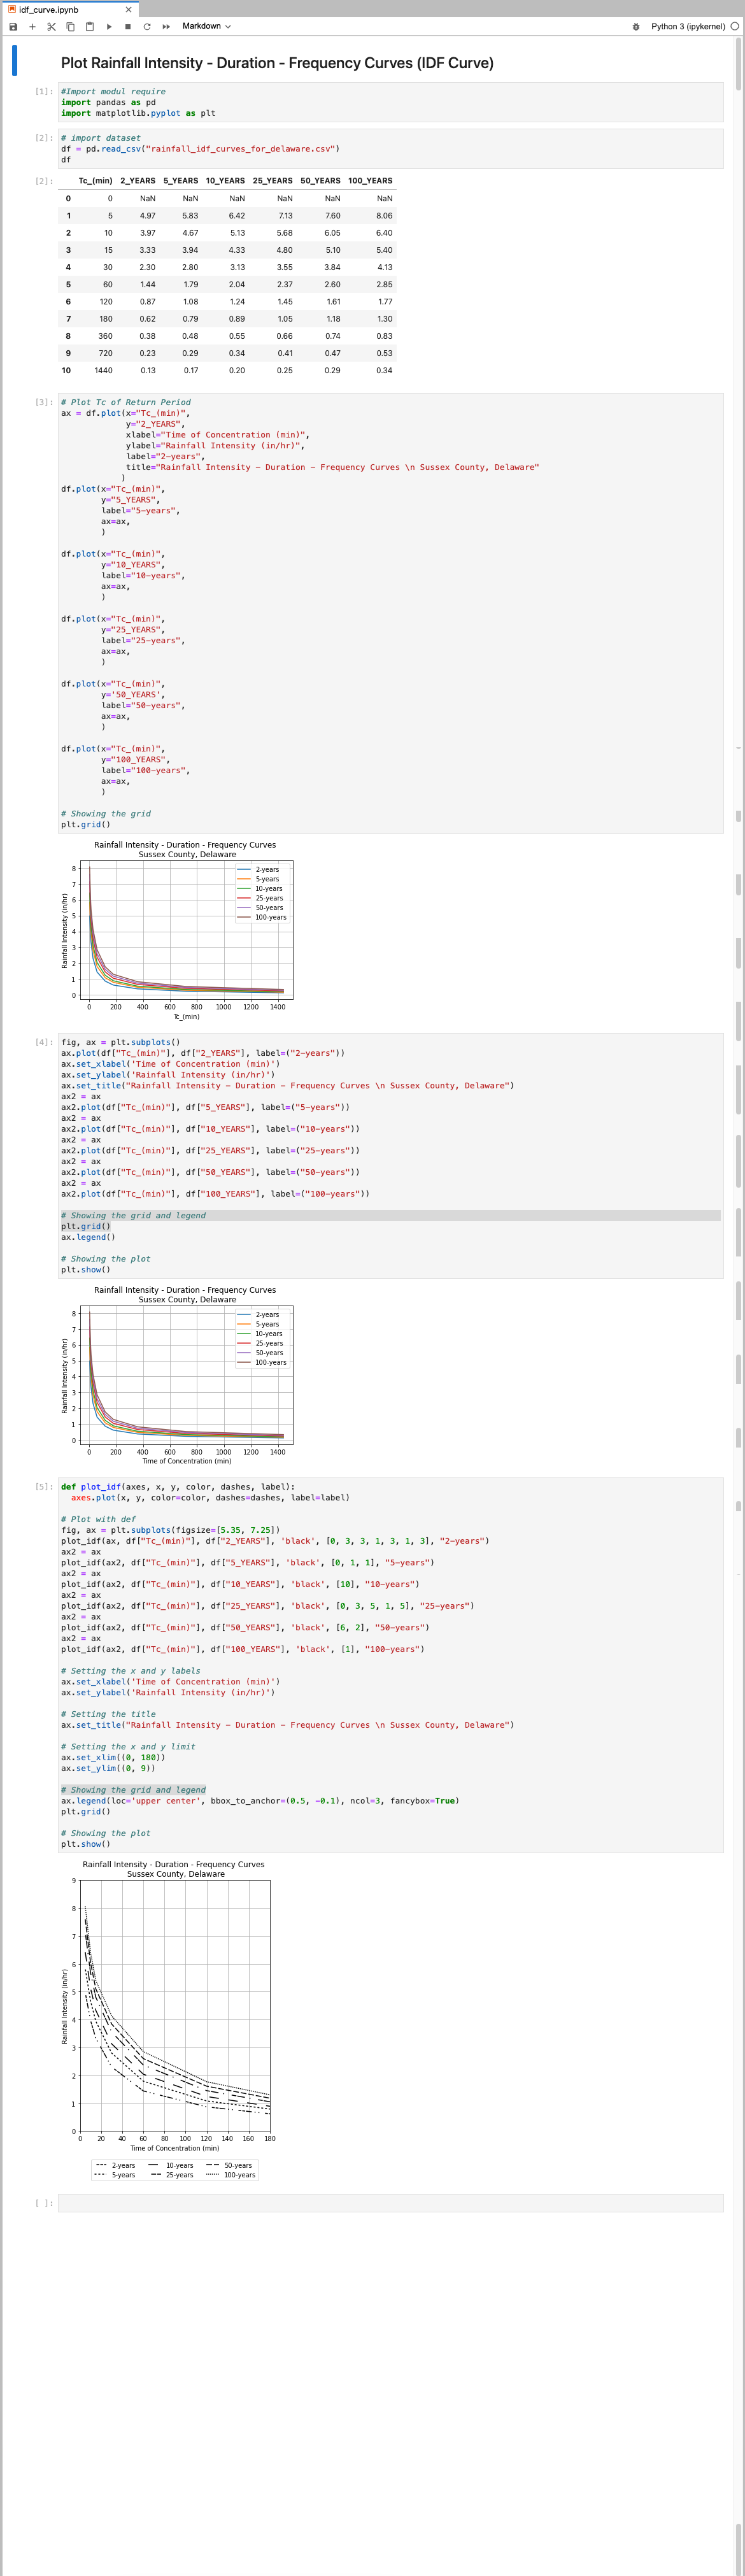 idf_curve.ipynb
Markdown
Python 3 (ipykernel)
Plot Rainfall Intensity - Duration - Frequency Curves (IDF Curve)
[1]:
#Import modul require
import pandas as pd
import matplotlib.pyplot as plt
[2]:
# import dataset
df = pd.read_csv("rainfall_idf_curves_for_delaware.csv")
df
[2]:
Tc_(min) 2_YEARS 5_YEARS 10_YEARS 25_YEARS 50_YEARS 100_YEARS
0 0 NaN NaN NaN NaN NaN NaN
1 5 4.97 5.83 6.42 7.13 7.60 8.06
2 10 3.97 4.67 5.13 5.68 6.05 6.40
3 15 3.33 3.94 4.33 4.80 5.10 5.40
4 30 2.30 2.80 3.13 3.55 3.84 4.13
5 60 1.44 1.79 2.04 2.37 2.60 2.85
6 120 0.87 1.08 1.24 1.45 1.61 1.77
7 180 0.62 0.79 0.89 1.05 1.18 1.30
8 360 0.38 0.48 0.55 0.66 0.74 0.83
9 720 0.23 0.29 0.34 0.41 0.47 0.53
10 1440 0.13 0.17 0.20 0.25 0.29 0.34
[3]:
# Plot Tc of Return Period
ax = df.plot(x="Tc_(min)",
y="2_YEARS",
xlabel="Time of Concentration (min)",
ylabel="Rainfall Intensity (in/hr)",
label="2-years",
title="Rainfall Intensity - Duration - Frequency Curves \n Sussex County, Delaware"
)
df.plot(x="Tc_(min)",
y="5_YEARS",
label="5-years",
ax=ax,
)
df.plot(x="Tc_(min)",
y="10_YEARS",
label="10-years",
ax=ax,
)
df.plot(x="Tc_(min)",
y="25_YEARS",
label="25-years",
ax=ax,
)
df.plot(x="Tc_(min)",
y='50_YEARS',
label="50-years",
ax=ax,
)
df.plot(x="Tc_(min)",
y="100_YEARS",
label="100-years",
ax=ax,
)
# Showing the grid
plt.grid()
Rainfall Intensity - Duration - Frequency Curves
Sussex County, Delaware
2-years
5-years
10-years
25-years
50-years
100-years
8
7
6
5
4
3
2
1
0
Rainfall Intensity (in/hr)
0 200 400 600 800 1000 1200 1400
Tc_(min)
[4]:
fig, ax = plt.subplots()
ax.plot(df["Tc_(min)"], df["2_YEARS"], label=("2-years"))
ax.set_xlabel('Time of Concentration (min)')
ax.set_ylabel('Rainfall Intensity (in/hr)')
ax.set_title("Rainfall Intensity - Duration - Frequency Curves \n Sussex County, Delaware")
ax2 = ax
ax2.plot(df["Tc_(min)"], df["5_YEARS"], label=("5-years"))
ax2 = ax
ax2.plot(df["Tc_(min)"], df["10_YEARS"], label=("10-years"))
ax2 = ax
ax2.plot(df["Tc_(min)"], df["25_YEARS"], label=("25-years"))
ax2 = ax
ax2.plot(df["Tc_(min)"], df["50_YEARS"], label=("50-years"))
ax2 = ax
ax2.plot(df["Tc_(min)"], df["100_YEARS"], label=("100-years"))
# Showing the grid and legend
plt.grid()
ax.legend()
# Showing the plot
plt.show()
Rainfall Intensity - Duration - Frequency Curves
Sussex County, Delaware
2-years
5-years
10-years
25-years
50-years
100-years
8
7
6
5
4
3
2
1
0
Rainfall Intensity (in/hr)
0 200 400 600 800 1000 1200 1400
Time of Concentration (min)
[5]:
def plot_idf(axes, x, y, color, dashes, label):
axes.plot(x, y, color=color, dashes=dashes, label=label)
# Plot with def
fig, ax = plt.subplots(figsize=[5.35, 7.25])
plot_idf(ax, df["Tc_(min)"], df["2_YEARS"], 'black', [0, 3, 3, 1, 3, 1, 3], "2-years")
ax2 = ax
plot_idf(ax2, df["Tc_(min)"], df["5_YEARS"], 'black', [0, 1, 1], "5-years")
ax2 = ax
plot_idf(ax2, df["Tc_(min)"], df["10_YEARS"], 'black', [10], "10-years")
ax2 = ax
plot_idf(ax2, df["Tc_(min)"], df["25_YEARS"], 'black', [0, 3, 5, 1, 5], "25-years")
ax2 = ax
plot_idf(ax2, df["Tc_(min)"], df["50_YEARS"], 'black', [6, 2], "50-years")
ax2 = ax
plot_idf(ax2, df["Tc_(min)"], df["100_YEARS"], 'black', [1], "100-years")
# Setting the x and y labels
ax.set_xlabel('Time of Concentration (min)')
ax.set_ylabel('Rainfall Intensity (in/hr)')
# Setting the title
ax.set_title("Rainfall Intensity - Duration - Frequency Curves \n Sussex County, Delaware")
# Setting the x and y limit
ax.set_xlim((0, 180))
ax.set_ylim((0, 9))
# Showing the grid and legend
ax.legend(loc='upper center', bbox_to_anchor=(0.5, -0.1), ncol=3, fancybox=True)
plt.grid()
# Showing the plot
plt.show()
Rainfall Intensity - Duration - Frequency Curves
Sussex County, Delaware
9
8
7
6
5
4
3
2
1
0
Rainfall Intensity (in/hr)
0 20 40 60 80 100 120 140 160 180
Time of Concentration (min)
2-years 10-years 50-years
5-years 25-years 100-years
[ ]: